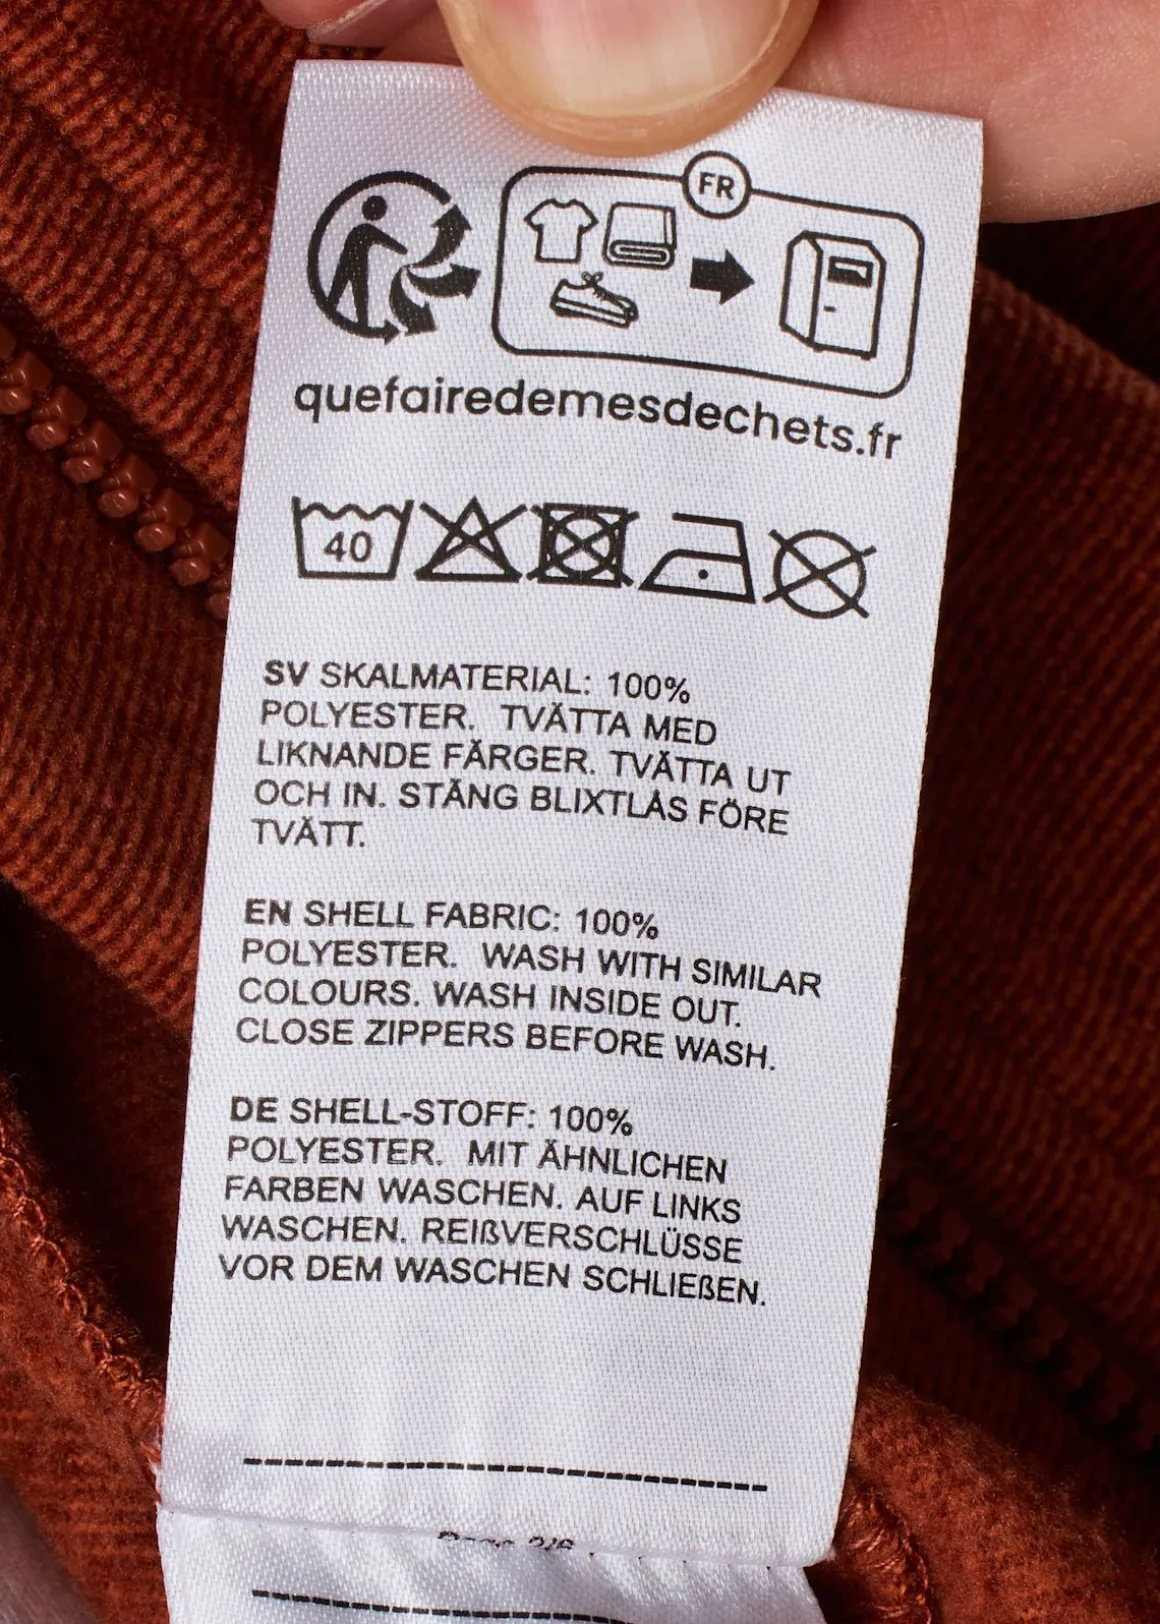 FR
quefairedemesdechets.fr
40
SV SKALMATERIAL: 100%
POLYESTER. TVÄTTA MED
LIKNANDE FÄRGER. TVÄTTA UT
OCH IN. STÄNG BLIXTLÅS FÖRE
TVÄTT.
EN SHELL FABRIC: 100%
POLYESTER. WASH WITH SIMILAR
COLOURS. WASH INSIDE OUT.
CLOSE ZIPPERS BEFORE WASH.
DE SHELL-STOFF: 100%
POLYESTER. MIT ÄHNLICHEN
FARBEN WASCHEN. AUF LINKS
WASCHEN. REIßVERSCHLÜSSE
VOR DEM WASCHEN SCHLIEßEN.